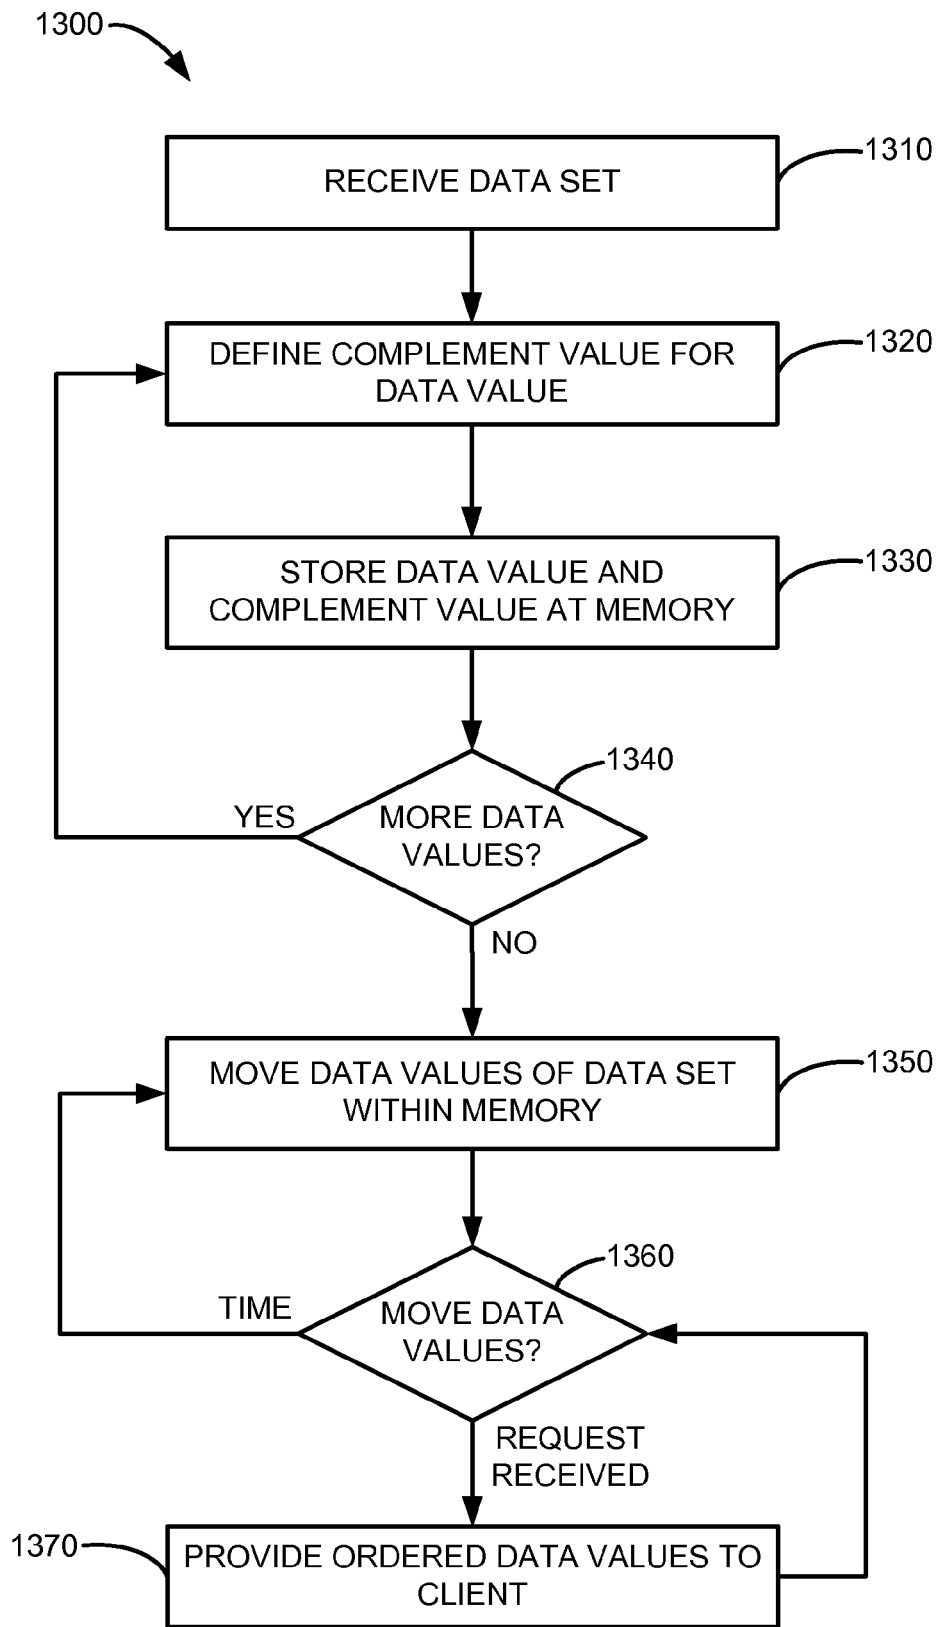 1300
RECEIVE DATA SET
1310
DEFINE COMPLEMENT VALUE FOR
DATA VALUE
1320
STORE DATA VALUE AND
COMPLEMENT VALUE AT MEMORY
1330
1340
YES
MORE DATA
VALUES?
NO
MOVE DATA VALUES OF DATA SET
WITHIN MEMORY
1350
1360
TIME
MOVE DATA
VALUES?
REQUEST
RECEIVED
1370
PROVIDE ORDERED DATA VALUES TO
CLIENT